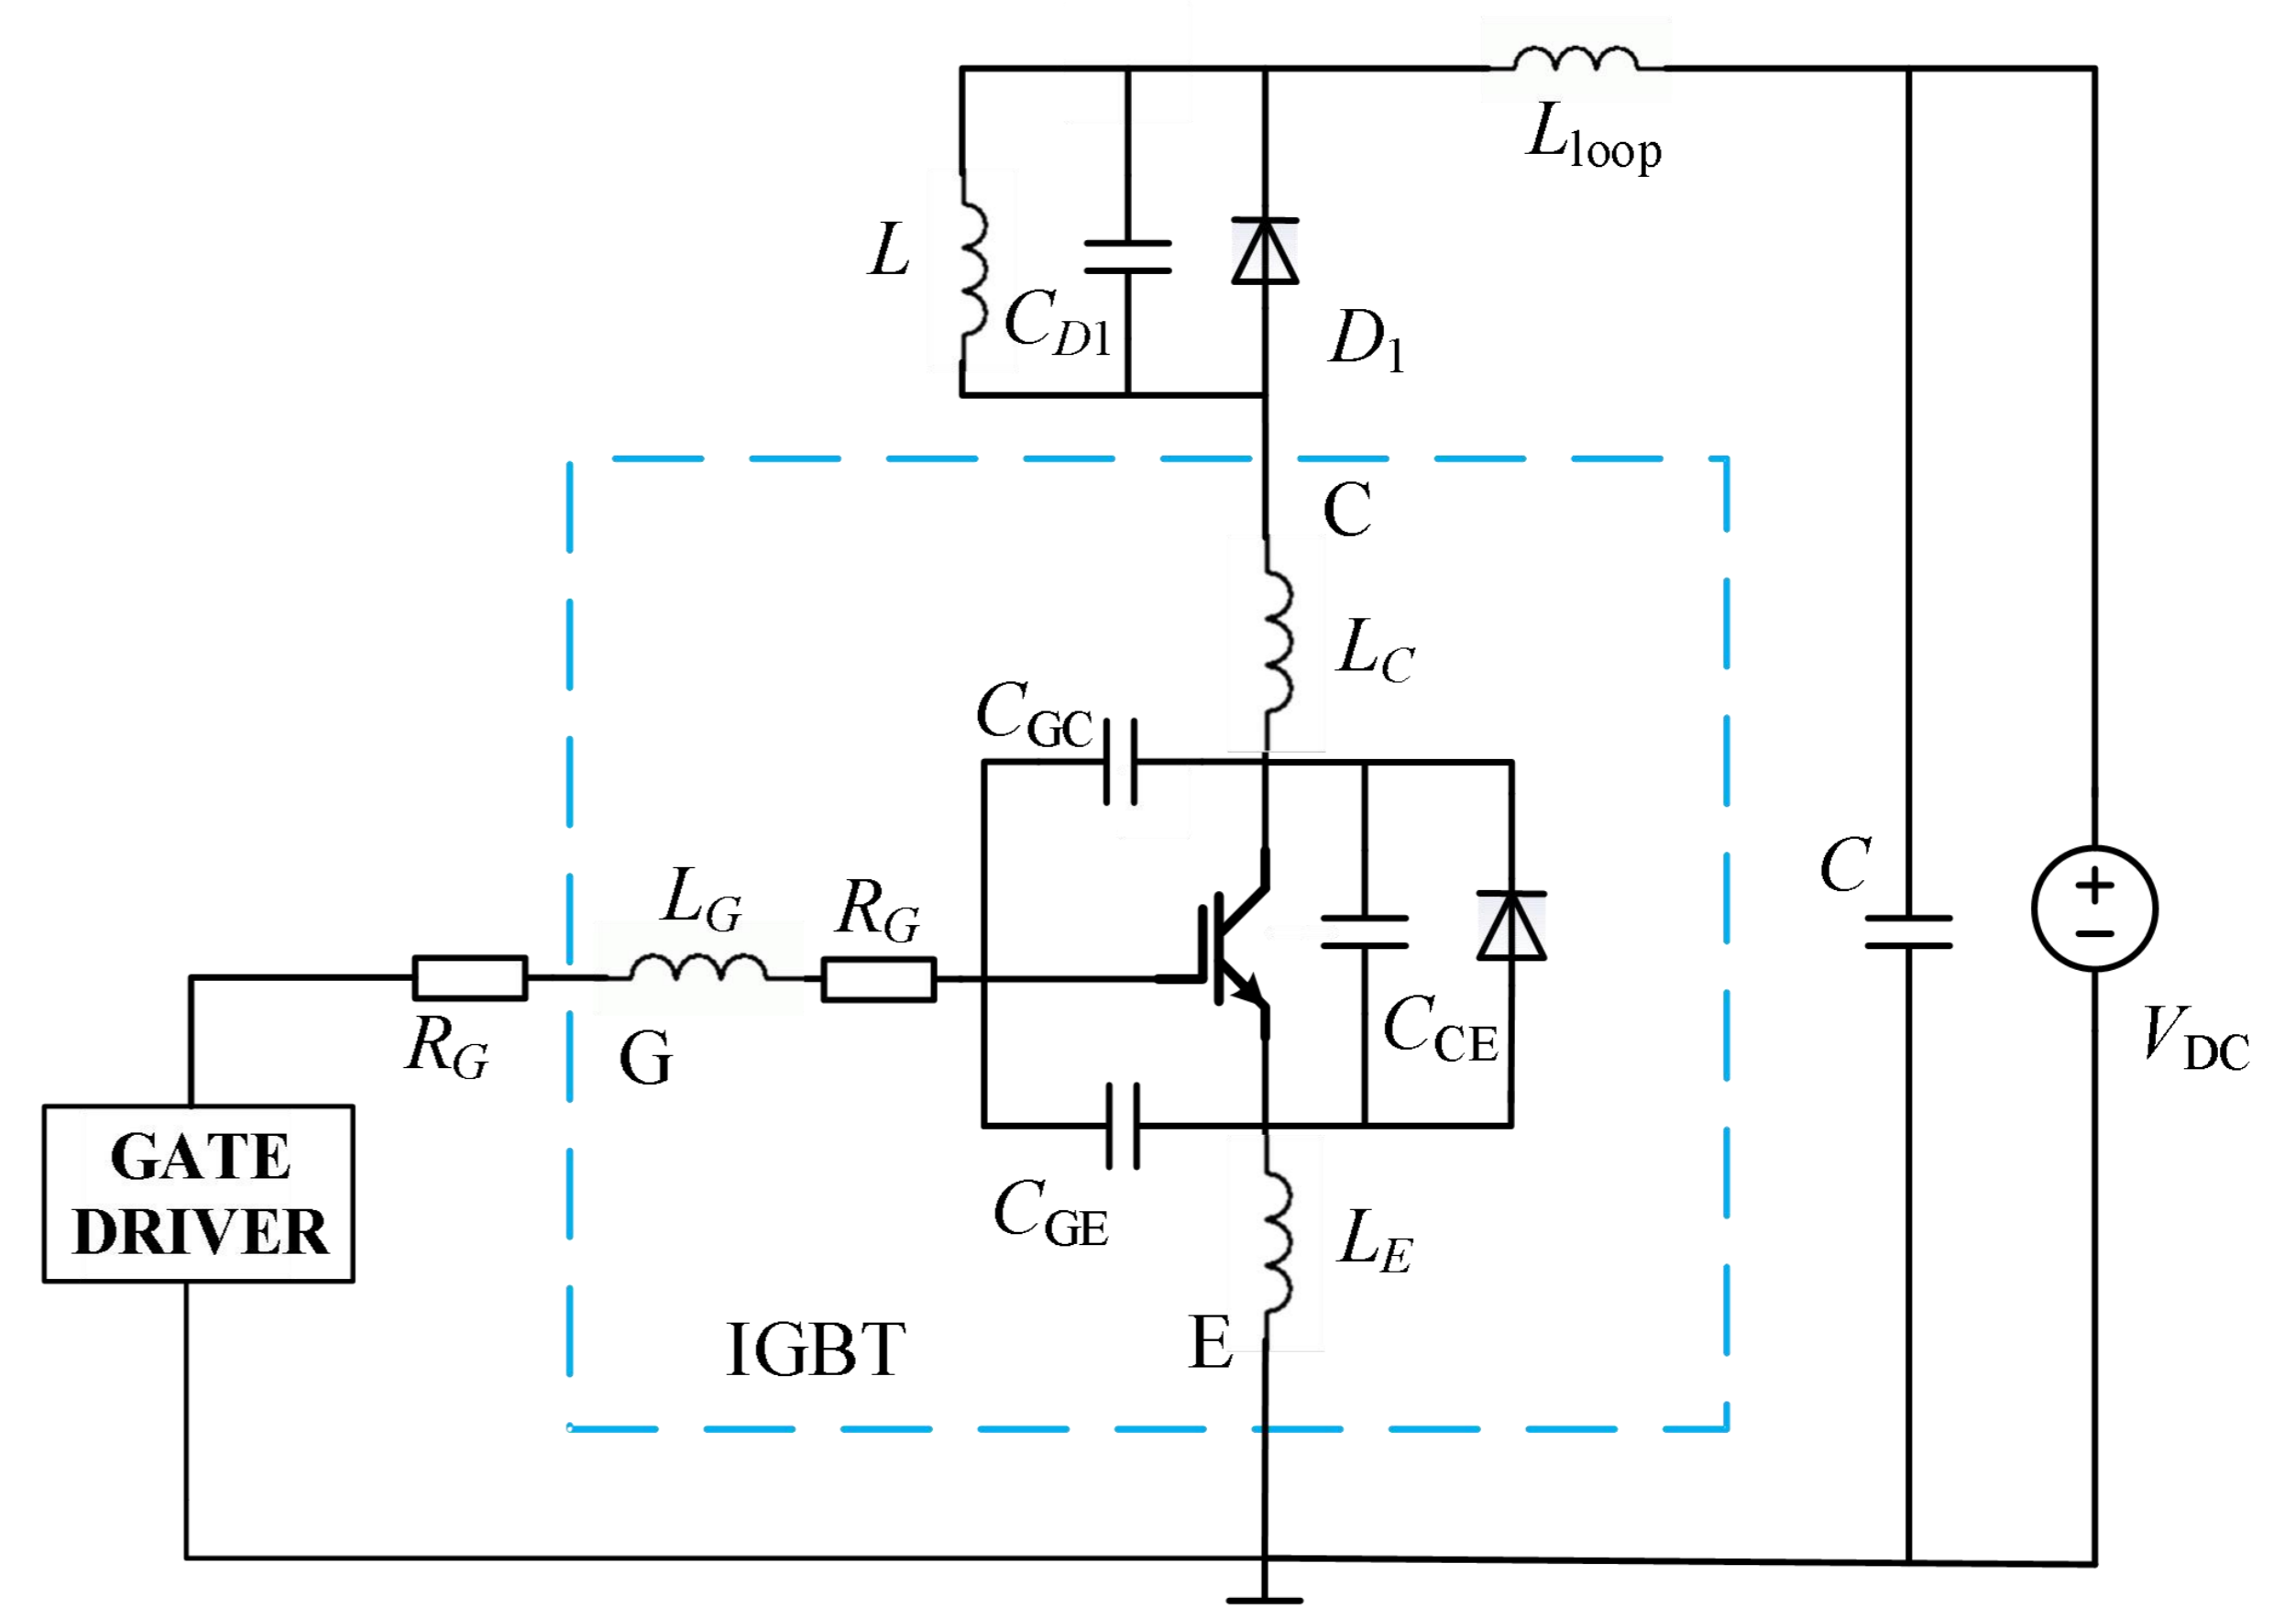 L_loop
L
C_D1
D_1
C
L_C
C_GC
C
L_G
R_G
C_CE
V_DC
R_G
G
GATE
DRIVER
C_GE
L_E
E
IGBT
+
−